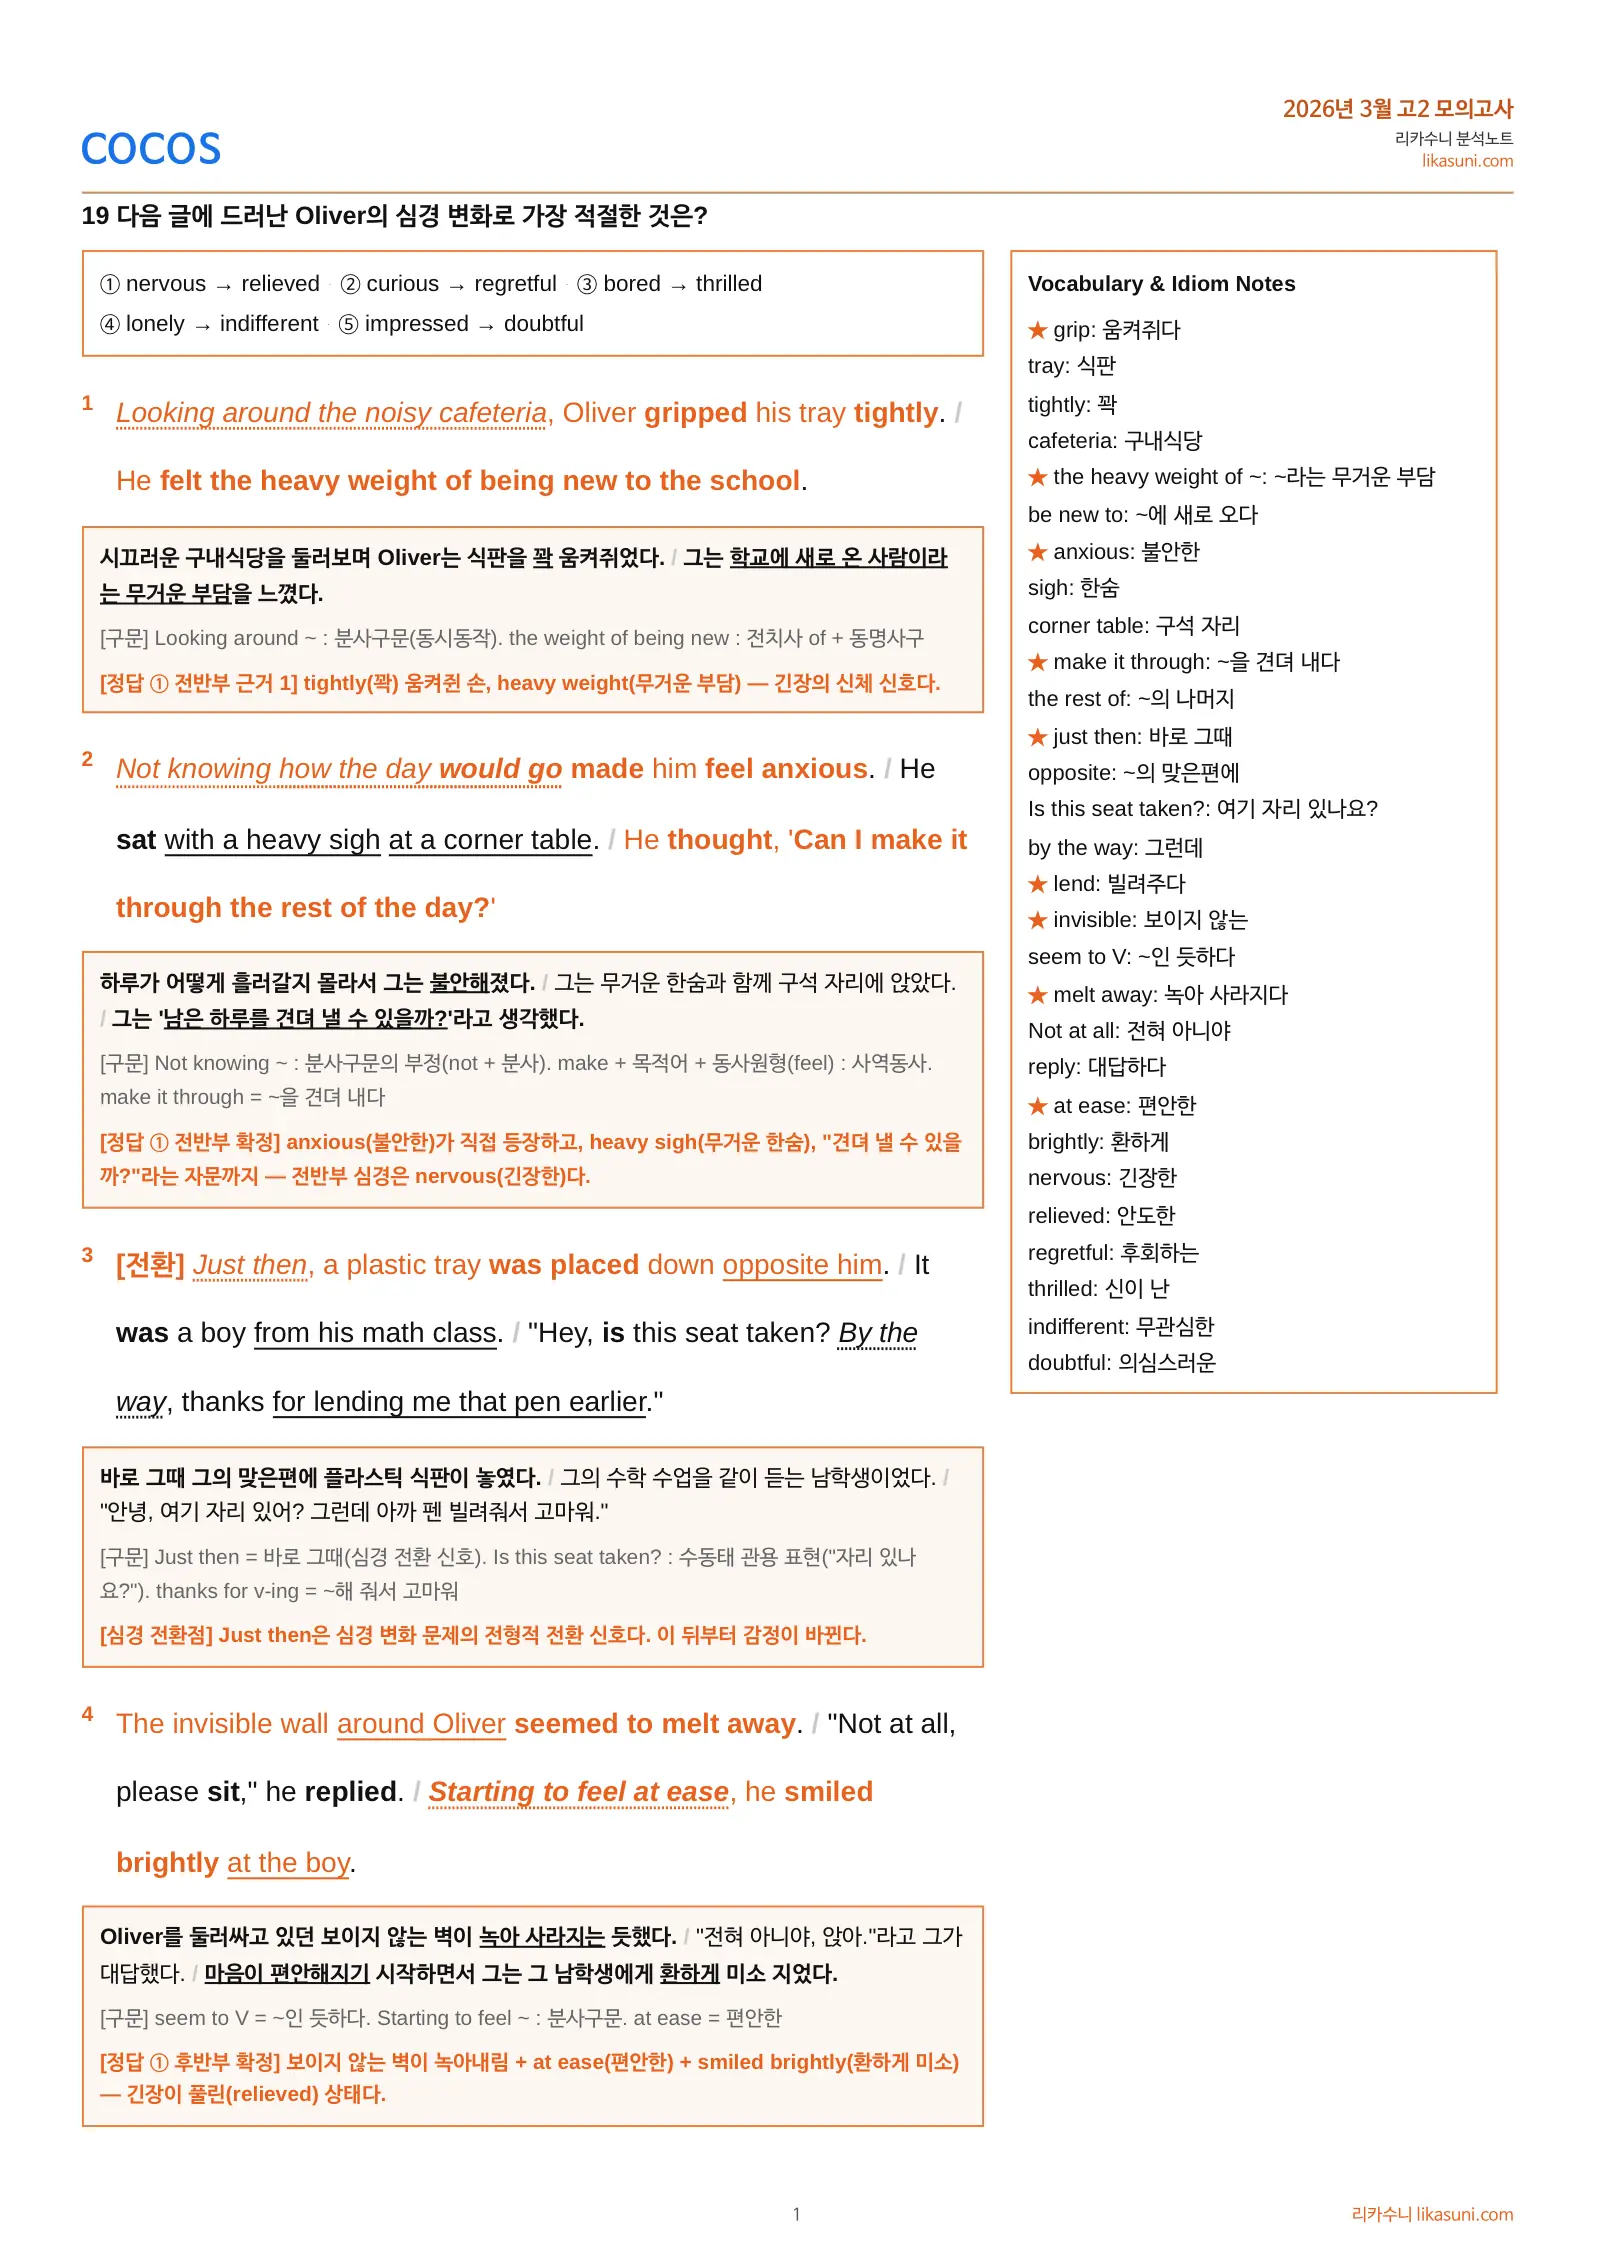 cocos
2026년 3월 고2 모의고사
리카수니 분석노트
likasuni.com
19 다음 글에 드러난 Oliver의 심경 변화로 가장 적절한 것은?
① nervous → relieved · ② curious → regretful · ③ bored → thrilled
④ lonely → indifferent · ⑤ impressed → doubtful
1 Looking around the noisy cafeteria, Oliver gripped his tray tightly. /
He felt the heavy weight of being new to the school.
시끄러운 구내식당을 둘러보며 Oliver는 식판을 꽉 움켜쥐었다. / 그는 학교에 새로 온 사람이라
는 무거운 부담을 느꼈다.
[구문] Looking around ~ : 분사구문(동시동작). the weight of being new : 전치사 of + 동명사구
[정답 ① 전반부 근거 1] tightly(꽉) 움켜쥔 손, heavy weight(무거운 부담) — 긴장의 신체 신호다.
2 Not knowing how the day would go made him feel anxious. / He
sat with a heavy sigh at a corner table. / He thought, 'Can I make it
through the rest of the day?'
하루가 어떻게 흘러갈지 몰라서 그는 불안해졌다. / 그는 무거운 한숨과 함께 구석 자리에 앉았다.
/ 그는 '남은 하루를 견뎌 낼 수 있을까?'라고 생각했다.
[구문] Not knowing ~ : 분사구문의 부정(not + 분사). make + 목적어 + 동사원형(feel) : 사역동사.
make it through = ~을 견뎌 내다
[정답 ① 전반부 확정] anxious(불안한)가 직접 등장하고, heavy sigh(무거운 한숨), "견뎌 낼 수 있을
까?"라는 자문까지 — 전반부 심경은 nervous(긴장한)다.
3 [전환] Just then, a plastic tray was placed down opposite him. / It
was a boy from his math class. / "Hey, is this seat taken? By the
way, thanks for lending me that pen earlier."
바로 그때 그의 맞은편에 플라스틱 식판이 놓였다. / 그의 수학 수업을 같이 듣는 남학생이었다. /
"안녕, 여기 자리 있어? 그런데 아까 펜 빌려줘서 고마워."
[구문] Just then = 바로 그때(심경 전환 신호). Is this seat taken? : 수동태 관용 표현("자리 있나
요?"). thanks for v-ing = ~해 줘서 고마워
[심경 전환점] Just then은 심경 변화 문제의 전형적 전환 신호다. 이 뒤부터 감정이 바뀐다.
4 The invisible wall around Oliver seemed to melt away. / "Not at all,
please sit," he replied. / Starting to feel at ease, he smiled
brightly at the boy.
Oliver를 둘러싸고 있던 보이지 않는 벽이 녹아 사라지는 듯했다. / "전혀 아니야, 앉아."라고 그가
대답했다. / 마음이 편안해지기 시작하면서 그는 그 남학생에게 환하게 미소 지었다.
[구문] seem to V = ~인 듯하다. Starting to feel ~ : 분사구문. at ease = 편안한
[정답 ① 후반부 확정] 보이지 않는 벽이 녹아내림 + at ease(편안한) + smiled brightly(환하게 미소)
— 긴장이 풀린(relieved) 상태다.
Vocabulary & Idiom Notes
★ grip: 움켜쥐다
tray: 식판
tightly: 꽉
cafeteria: 구내식당
★ the heavy weight of ~: ~라는 무거운 부담
be new to: ~에 새로 오다
★ anxious: 불안한
sigh: 한숨
corner table: 구석 자리
★ make it through: ~을 견뎌 내다
the rest of: ~의 나머지
★ just then: 바로 그때
opposite: ~의 맞은편에
Is this seat taken?: 여기 자리 있나요?
by the way: 그런데
★ lend: 빌려주다
★ invisible: 보이지 않는
seem to V: ~인 듯하다
★ melt away: 녹아 사라지다
Not at all: 전혀 아니야
reply: 대답하다
★ at ease: 편안한
brightly: 환하게
nervous: 긴장한
relieved: 안도한
regretful: 후회하는
thrilled: 신이 난
indifferent: 무관심한
doubtful: 의심스러운
1
리카수니 likasuni.com